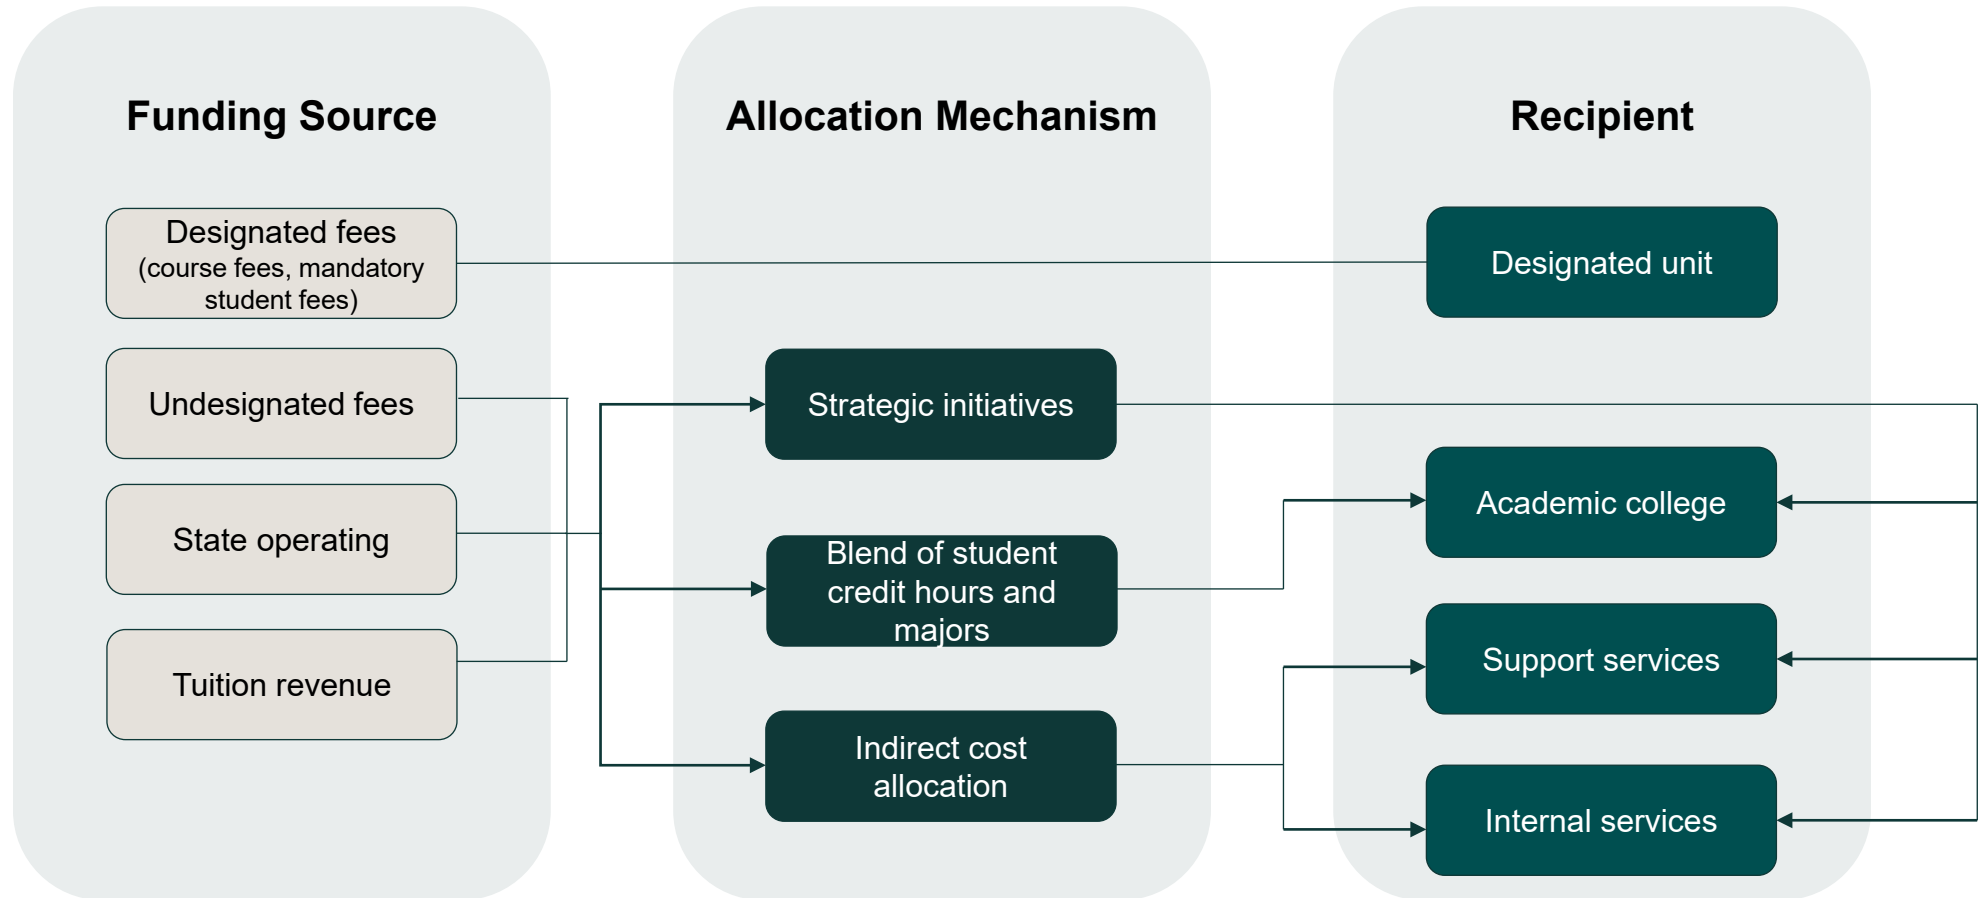 Funding Source
Designated fees
(course fees, mandatory
student fees)
Undesignated fees
State operating
Tuition revenue
Allocation Mechanism
Strategic initiatives
Blend of student
credit hours and
majors
Indirect cost
allocation
Recipient
Designated unit
Academic college
Support services
Internal services